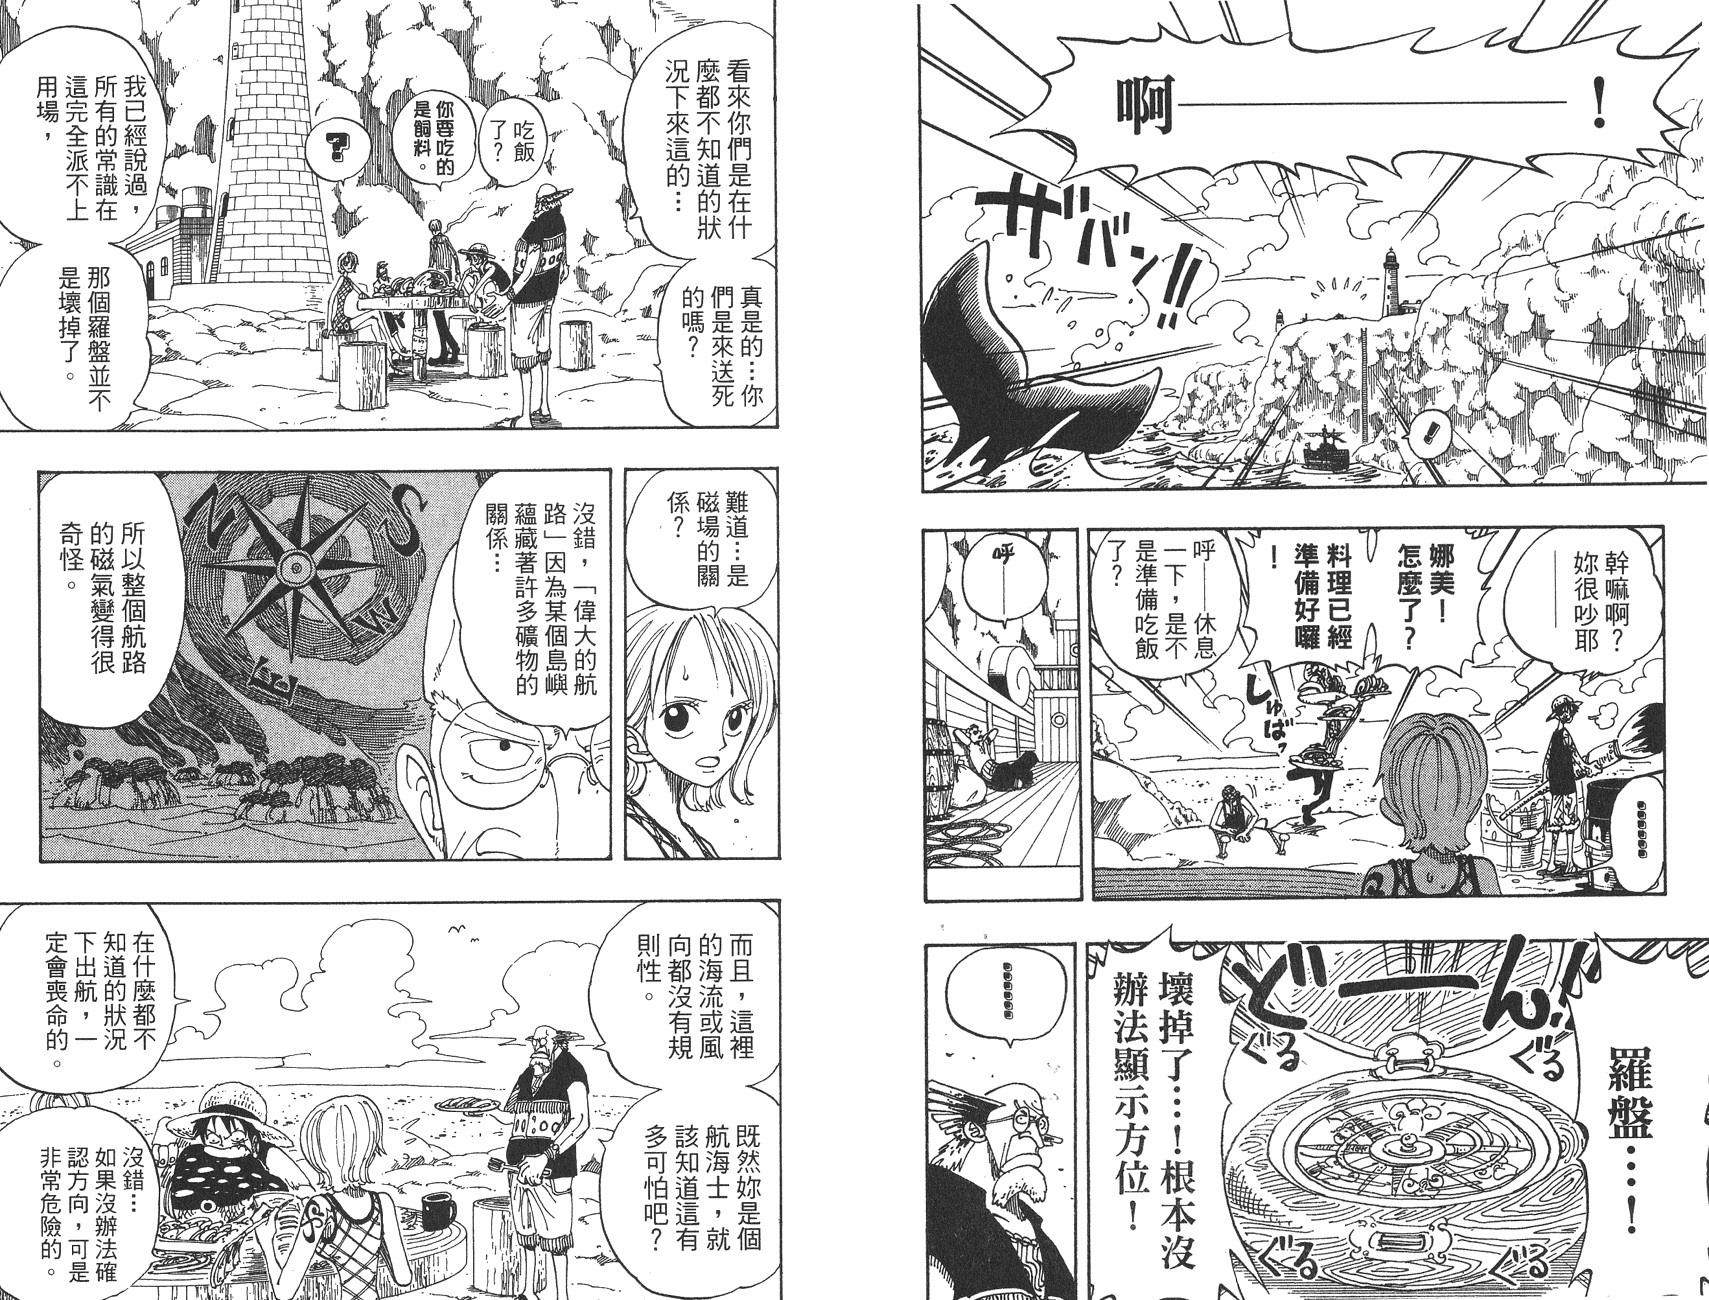 啊——！
ザバン!!
！
幹嘛啊？
——妳很吵耶——
娜美！
怎麼了？
料理已經
準備好囉
！
呼——休息
一下，是不
是準備吃飯
了？
しゅばっ
………
呼——
羅盤……！
どーん！
ぐる
ぐる
ぐる
ぐる
壞掉了…！根本沒
辦法顯示方位！
………
看來你們是在什
麼都不知道的狀
況下來這的…
真是的…你
們是來送死
的嗎？
吃飯
了？
你要吃的
是飼料。
？
我已經說過，
所有的常識在
這完全派不上
用場，
那個羅盤並不
是壞掉了。
難道…是
磁場的關
係？
沒錯，「偉大的航
路」因為某個島嶼
蘊藏著許多礦物的
關係…
N
S
W
E
所以整個航路
的磁氣變得很
奇怪。
而且，這裡
的海流或風
向都沒有規
則性。
既然妳是個
航海士，就
該知道這有
多可怕吧？
在什麼都不
知道的狀況
下出航，一
定會喪命的。
沒錯…
如果沒辦法確
認方向，可是
非常危險的。